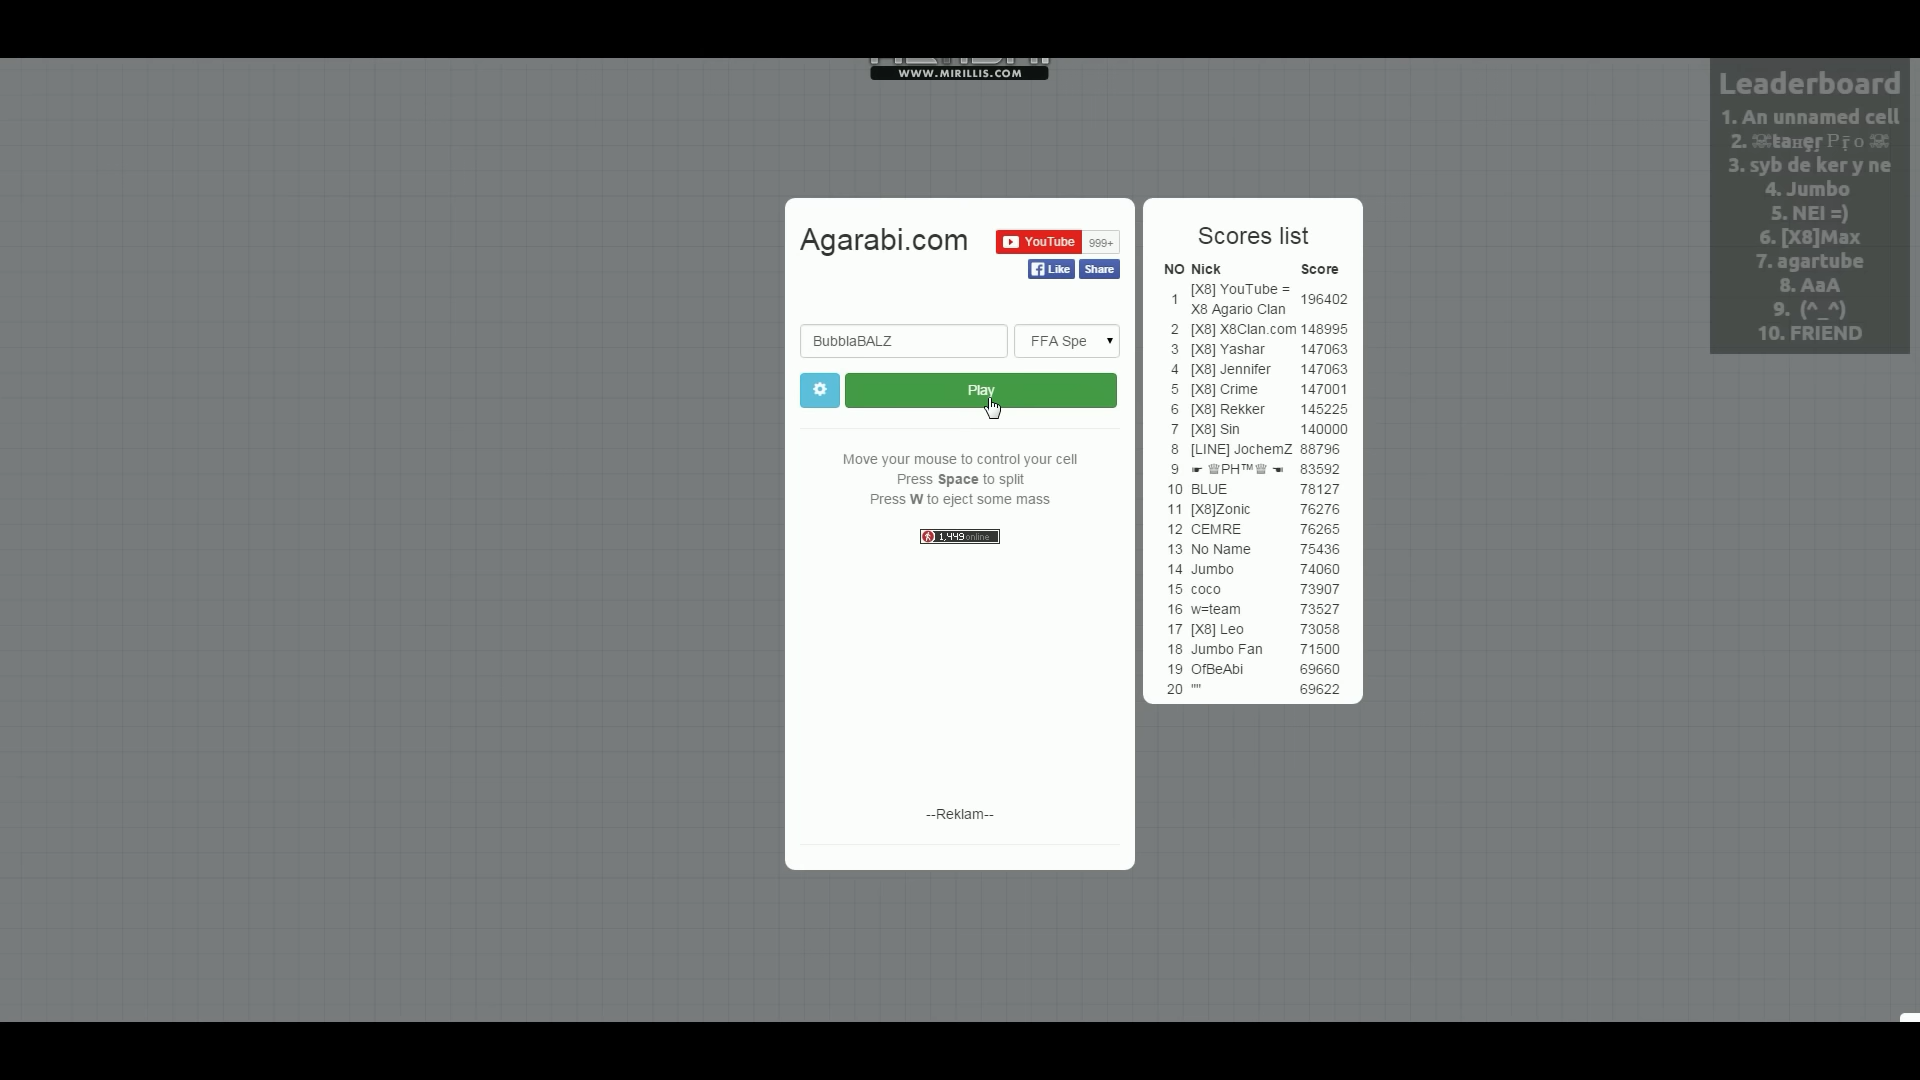 WWW.MIRILLIS.COM
Leaderboard
1. An unnamed cell
2.
3. syb de ker y ne
4. Jumbo
5. NEI =)
6. [X8]Max
7. agartube
8. AaA
9. (^_^)
10. FRIEND
Agarabi.com
YouTube 999+
Like Share
BubblaBALZ FFA Spe
Play
Move your mouse to control your cell
Press Space to split
Press W to eject some mass
1,449 online
--Reklam--
Scores list
NO Nick Score
1 [X8] YouTube = X8 Agario Clan 196402
2 [X8] X8Clan.com 148995
3 [X8] Yashar 147063
4 [X8] Jennifer 147063
5 [X8] Crime 147001
6 [X8] Rekker 145225
7 [X8] Sin 140000
8 [LINE] JochemZ 88796
9 ☛ ♕PH™♕ ☚ 83592
10 BLUE 78127
11 [X8]Zonic 76276
12 CEMRE 76265
13 No Name 75436
14 Jumbo 74060
15 coco 73907
16 w=team 73527
17 [X8] Leo 73058
18 Jumbo Fan 71500
19 OfBeAbi 69660
20 "" 69622